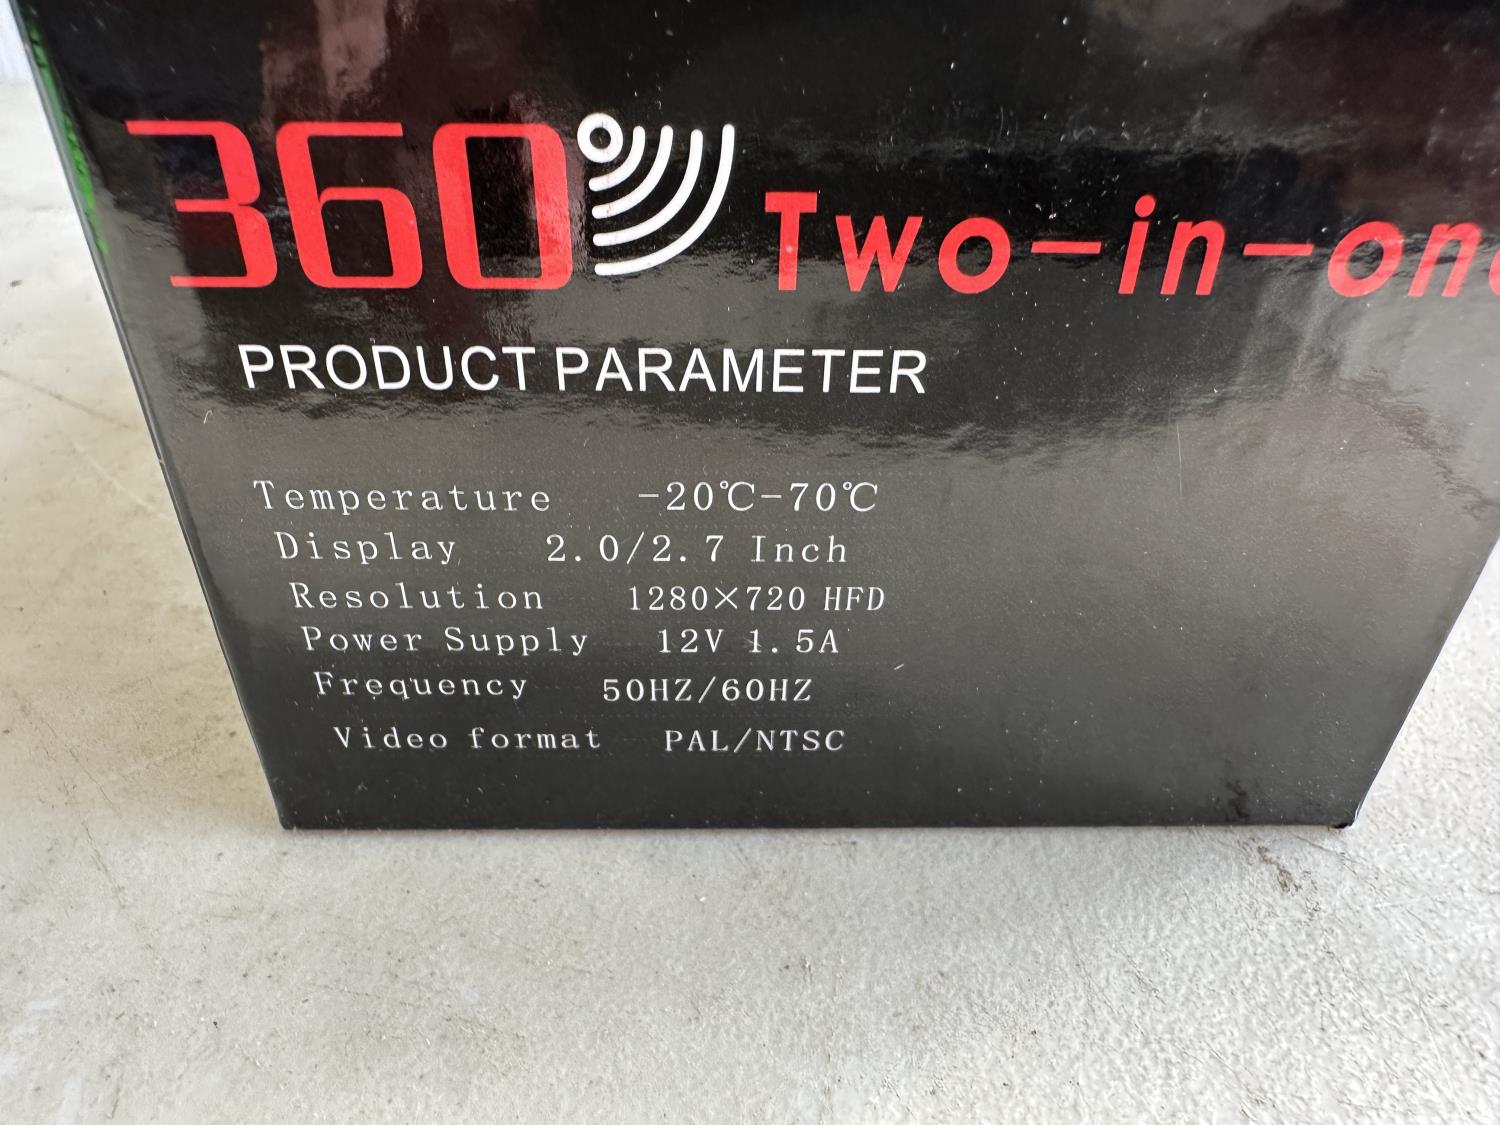 360 Two-in-one
PRODUCT PARAMETER
Temperature -20℃-70℃
Display 2.0/2.7 Inch
Resolution 1280×720 HFD
Power Supply 12V 1.5A
Frequency 50HZ/60HZ
Video format PAL/NTSC